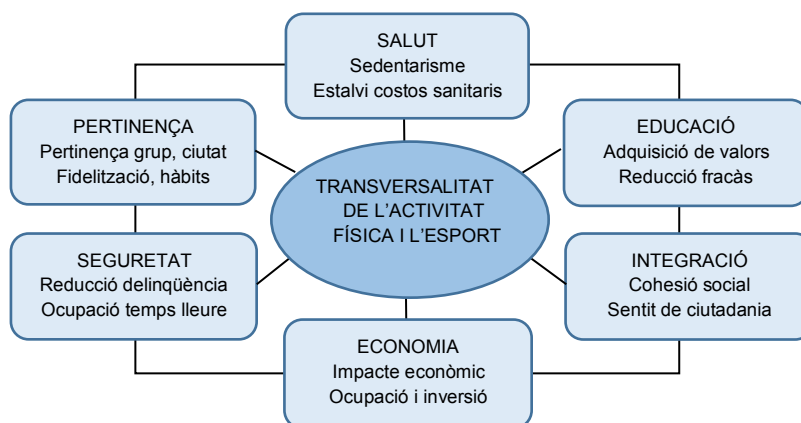 SALUT
Sedentarisme
Estalvi costos sanitaris
PERTINENÇA
Pertinença grup, ciutat
Fidelització, hàbits
EDUCACIÓ
Adquisició de valors
Reducció fracàs
TRANSVERSALITAT
DE L’ACTIVITAT
FÍSICA I L’ESPORT
SEGURETAT
Reducció delinqüència
Ocupació temps lleure
INTEGRACIÓ
Cohesió social
Sentit de ciutadania
ECONOMIA
Impacte econòmic
Ocupació i inversió